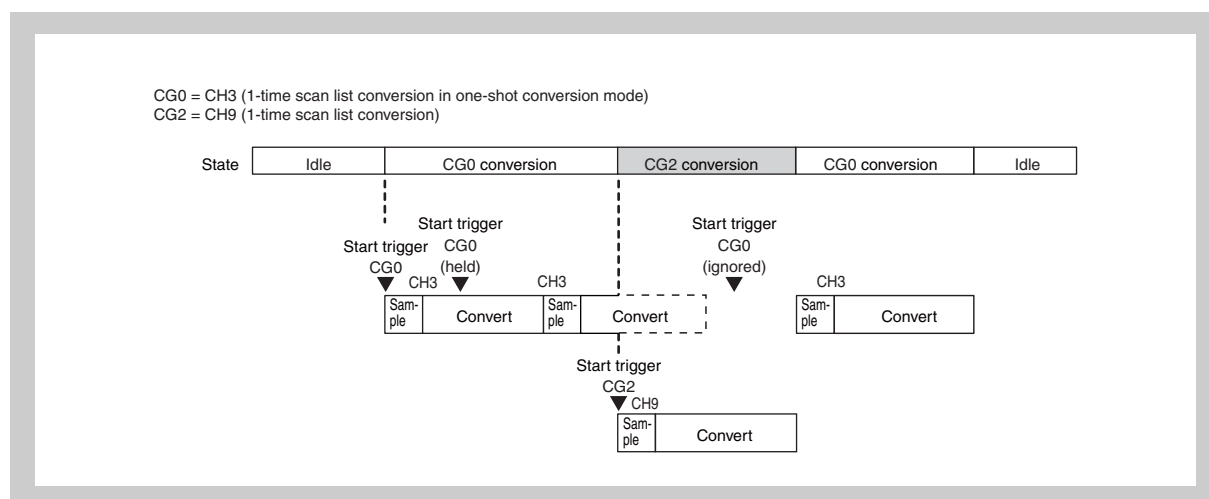 CG0 = CH3 (1-time scan list conversion in one-shot conversion mode)
CG2 = CH9 (1-time scan list conversion)
State Idle CG0 conversion CG2 conversion CG0 conversion Idle
Start trigger
CG0
Start trigger
CG0
(held)
Start trigger
CG0
(ignored)
CH3
CH3
CH3
Sam-
ple
Convert
Sam-
ple
Convert
Sam-
ple
Convert
Start trigger
CG2
CH9
Sam-
ple
Convert